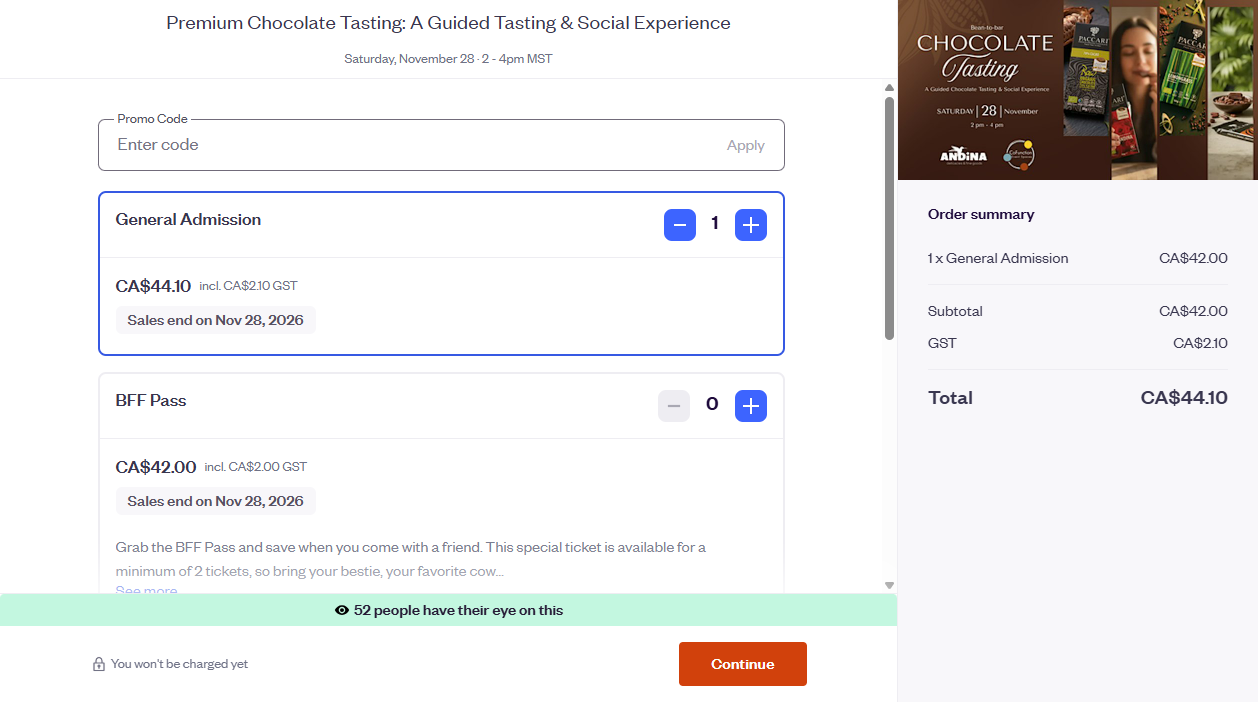 Premium Chocolate Tasting: A Guided Tasting & Social Experience
Saturday, November 28 · 2 - 4pm MST
Promo Code
Enter code
Apply
General Admission
1
CA$44.10 incl. CA$2.10 GST
Sales end on Nov 28, 2026
BFF Pass
0
CA$42.00 incl. CA$2.00 GST
Sales end on Nov 28, 2026
Grab the BFF Pass and save when you come with a friend. This special ticket is available for a
minimum of 2 tickets, so bring your bestie, your favorite cow...
See more
52 people have their eye on this
You won't be charged yet
Continue
Bean-to-bar
CHOCOLATE
Tasting
A Guided Chocolate Tasting & Social Experience
SATURDAY | 28 | November
2 pm - 4 pm
ANDINA
PACCARI
PACCARI
PACCARI
Order summary
1 x General Admission CA$42.00
Subtotal CA$42.00
GST CA$2.10
Total CA$44.10